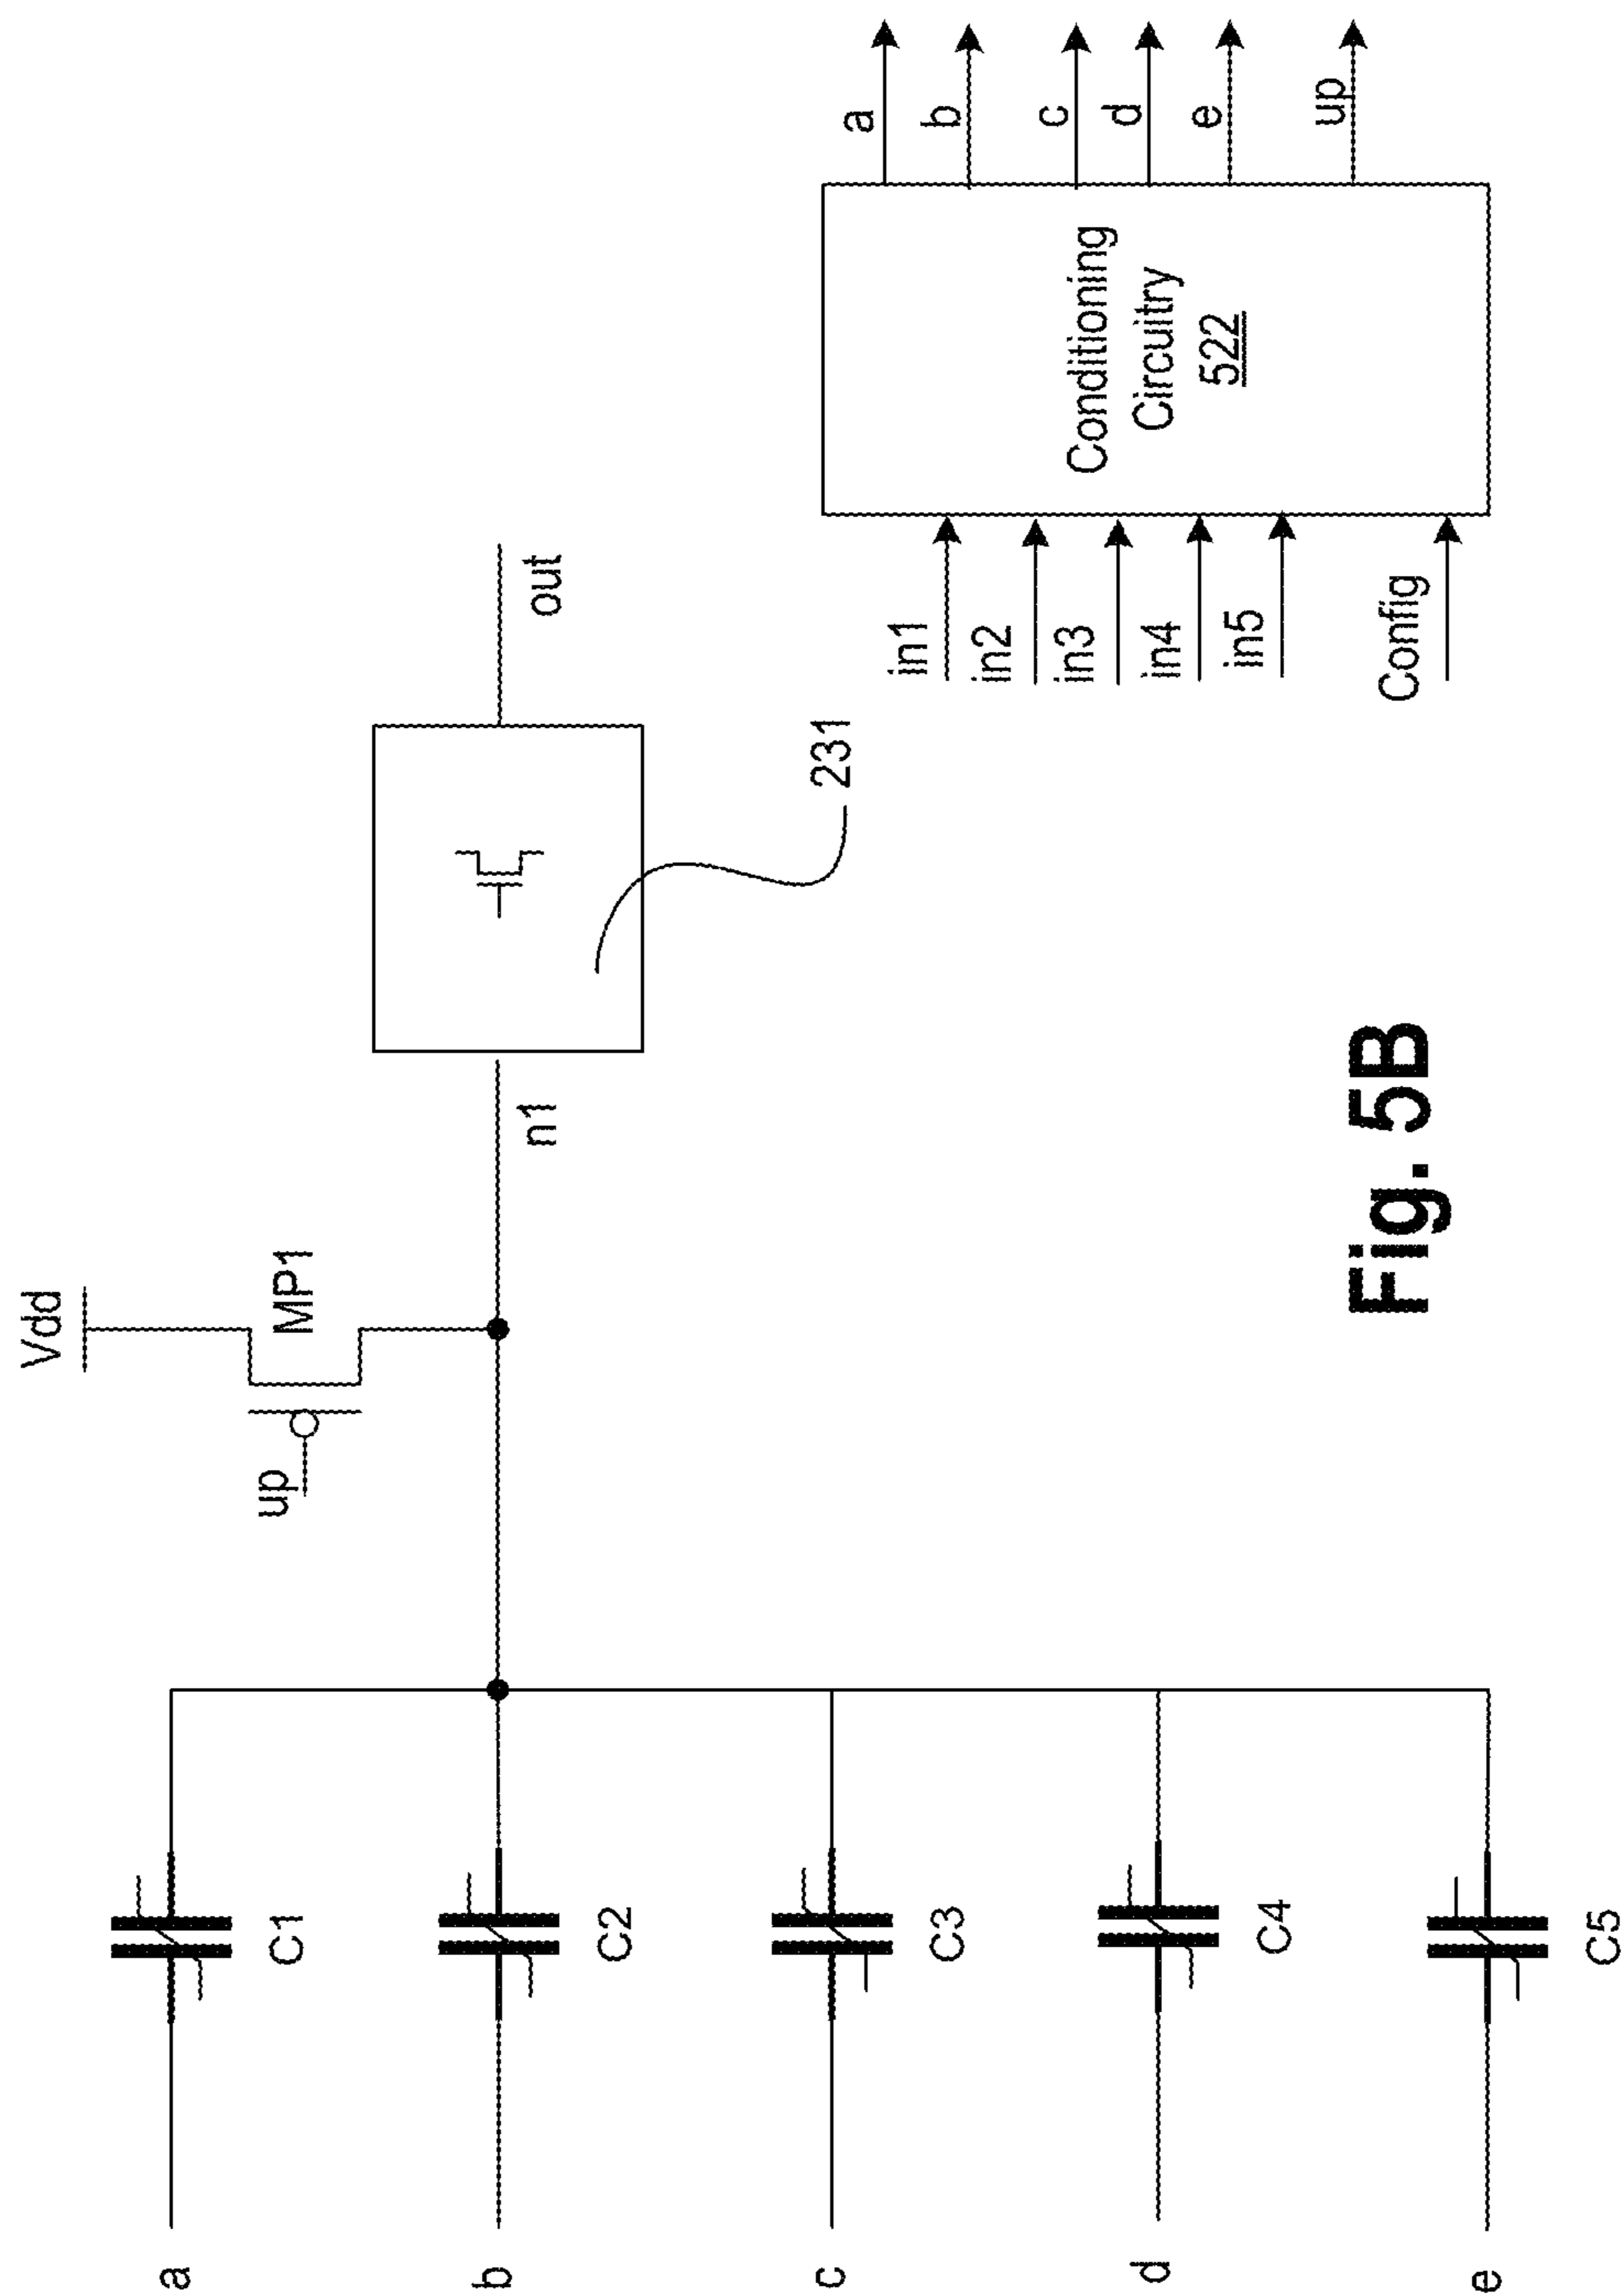 Vdd
up
MP1
a
C1
b
C2
c
C3
d
C4
e
C5
n1
231
out
in1
in2
in3
in4
in5
Config
Conditioning
Circuitry
522
a
b
c
d
e
up
Fig. 5B